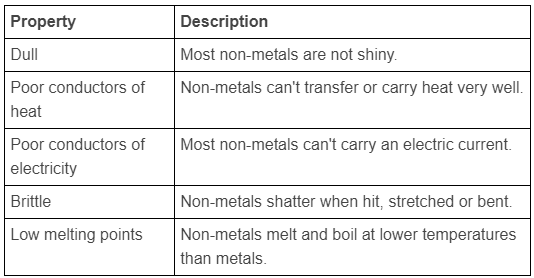 Property Description
Dull Most non-metals are not shiny.
Poor conductors of Non-metals can't transfer or carry heat very well.
heat
Poor conductors of Most non-metals can't carry an electric current.
electricity
Brittle Non-metals shatter when hit, stretched or bent.
Low melting points Non-metals melt and boil at lower temperatures
than metals.